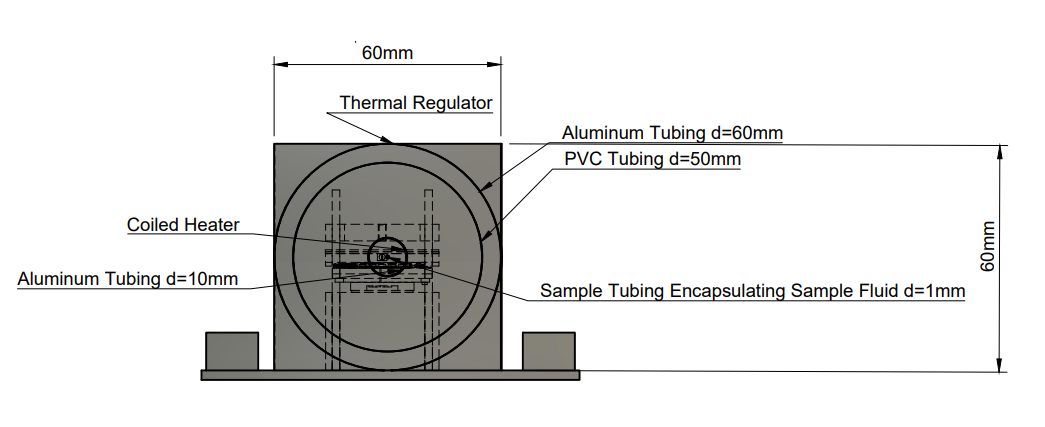 60mm
Thermal Regulator
Aluminum Tubing d=60mm
PVC Tubing d=50mm
Coiled Heater
60mm
Aluminum Tubing d=10mm
Sample Tubing Encapsulating Sample Fluid d=1mm